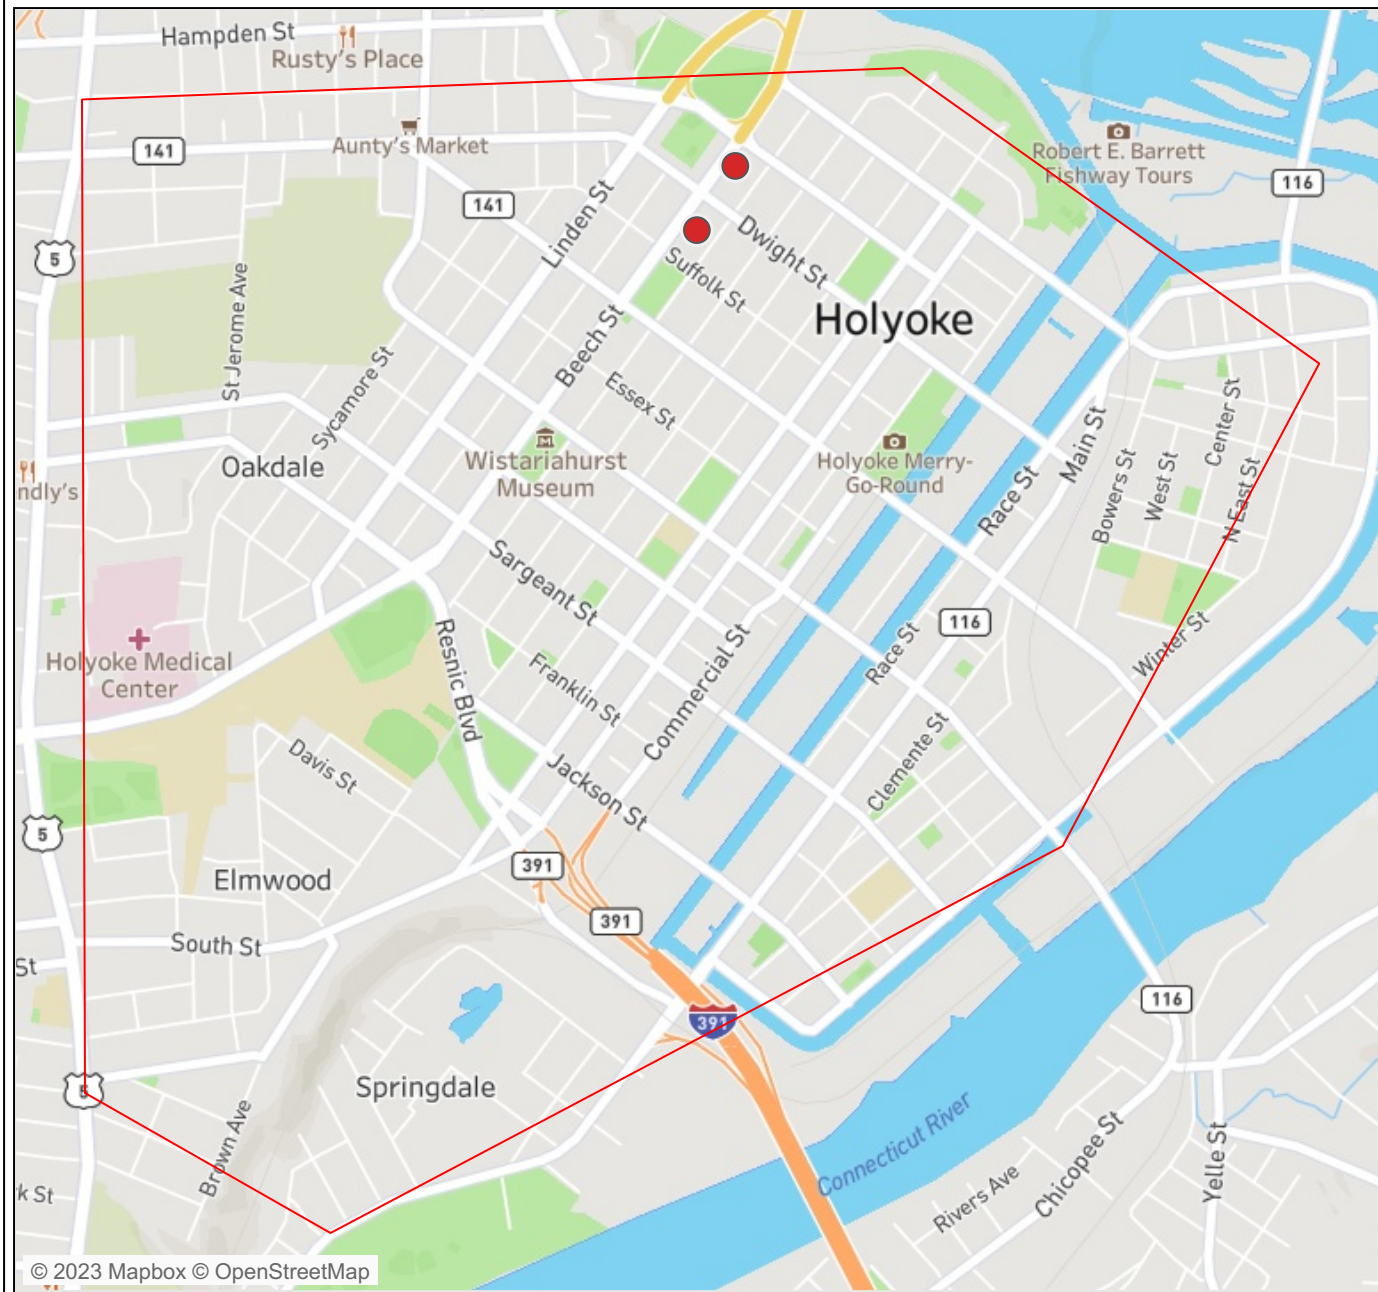 Hampden St
Rusty's Place
141
Aunty's Market
Robert E. Barrett
Fishway Tours
116
141
Linden St
Dwight St
5
Suffolk St
St Jerome Ave
Holyoke
Beech St
Sycamore St
Essex St
Center St
Main St
Wistariahurst
Museum
Oakdale
Holyoke Merry-
Go-Round
ndly's
Race St
Bowers St
West St
N East St
Sargeant St
116
Holyoke Medical
Center
Resnic Blvd
Franklin St
Commercial St
Race St
Winter St
Davis St
Jackson St
Clemente St
5
391
Elmwood
391
South St
St
116
391
5
Springdale
Brown Ave
Connecticut River
Chicopee St
Yelle St
Rivers Ave
k St
© 2023 Mapbox © OpenStreetMap